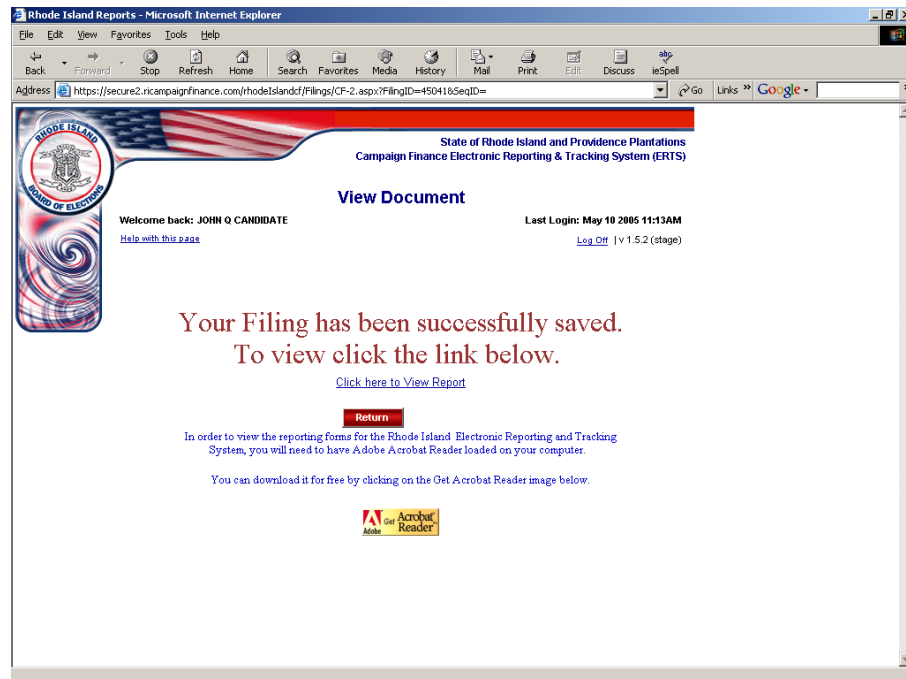 Rhode Island Reports - Microsoft Internet Explorer
File Edit View Favorites Tools Help
Back Forward Stop Refresh Home Search Favorites Media History Mail Print Edit Discuss ieSpell
Address https://secure2.ricampaignfinance.com/rhodeIslandcf/Filings/CF-2.aspx?FilingID=45041&SeqID= Go Links » Google
RHODE ISLAND
BOARD OF ELECTIONS
State of Rhode Island and Providence Plantations
Campaign Finance Electronic Reporting & Tracking System (ERTS)
View Document
Welcome back: JOHN Q CANDIDATE Last Login: May 10 2005 11:13AM
Help with this page Log Off | v 1.5.2 (stage)
Your Filing has been successfully saved.
To view click the link below.
Click here to View Report
Return
In order to view the reporting forms for the Rhode Island Electronic Reporting and Tracking
System, you will need to have Adobe Acrobat Reader loaded on your computer.
You can download it for free by clicking on the Get Acrobat Reader image below.
Adobe Get Acrobat Reader